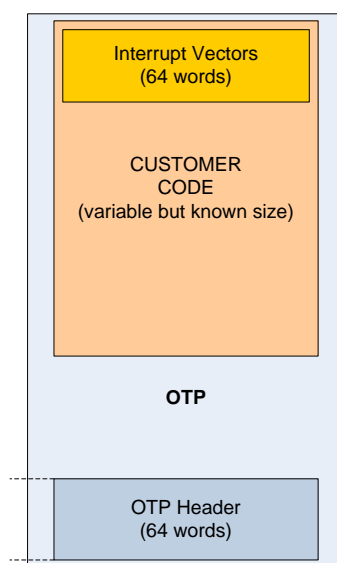 Interrupt Vectors
(64 words)
CUSTOMER
CODE
(variable but known size)
OTP
OTP Header
(64 words)